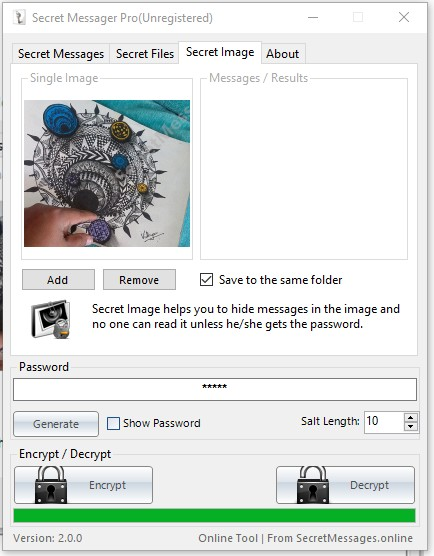 Secret Messager Pro(Unregistered)
Secret Messages
Secret Files
Secret Image
About
Single Image
Messages / Results
Add
Remove
Save to the same folder
Secret Image helps you to hide messages in the image and
no one can read it unless he/she gets the password.
Password
*****
Generate
Show Password
Salt Length:
10
Encrypt / Decrypt
Encrypt
Decrypt
Version: 2.0.0
Online Tool | From SecretMessages.online